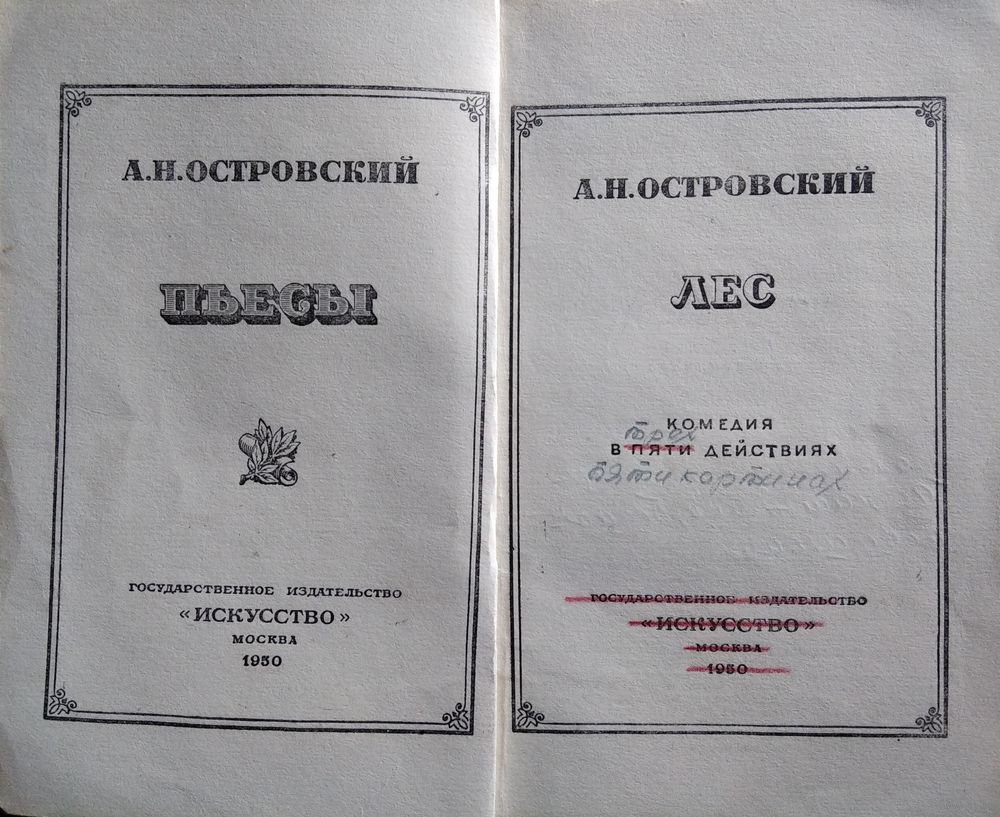 А.Н.ОСТРОВСКИЙ
ПЬЕСЫ
ГОСУДАРСТВЕННОЕ ИЗДАТЕЛЬСТВО
«ИСКУССТВО»
МОСКВА
1950
А.Н.ОСТРОВСКИЙ
ЛЕС
КОМЕДИЯ
трех
В ПЯТИ ДЕЙСТВИЯХ
пяти картинах
ГОСУДАРСТВЕННОЕ ИЗДАТЕЛЬСТВО
«ИСКУССТВО»
МОСКВА
1950